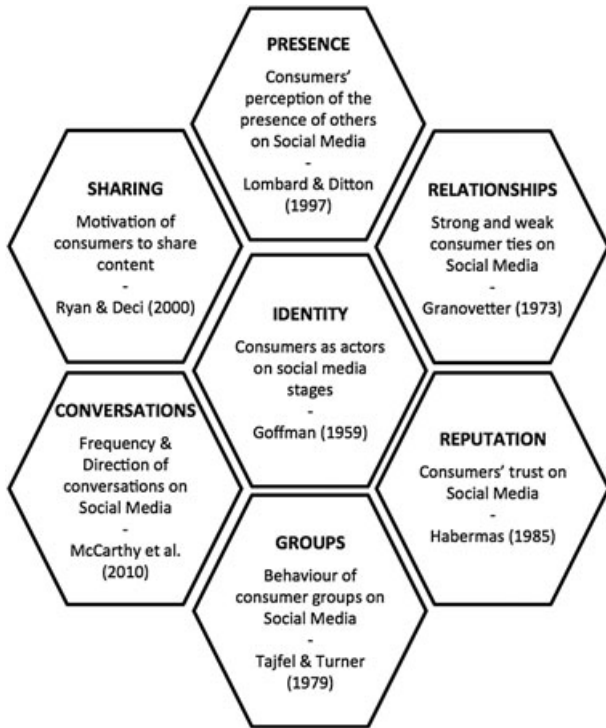 PRESENCE
Consumers'
perception of the
presence of others
on Social Media
-
Lombard & Ditton
(1997)
SHARING
Motivation of
consumers to share
content
-
Ryan & Deci (2000)
RELATIONSHIPS
Strong and weak
consumer ties on
Social Media
-
Granovetter (1973)
IDENTITY
Consumers as actors
on social media
stages
-
Goffman (1959)
CONVERSATIONS
Frequency &
Direction of
conversations on
Social Media
-
McCarthy et al.
(2010)
REPUTATION
Consumers' trust on
Social Media
-
Habermas (1985)
GROUPS
Behaviour of
consumer groups on
Social Media
-
Tajfel & Turner
(1979)